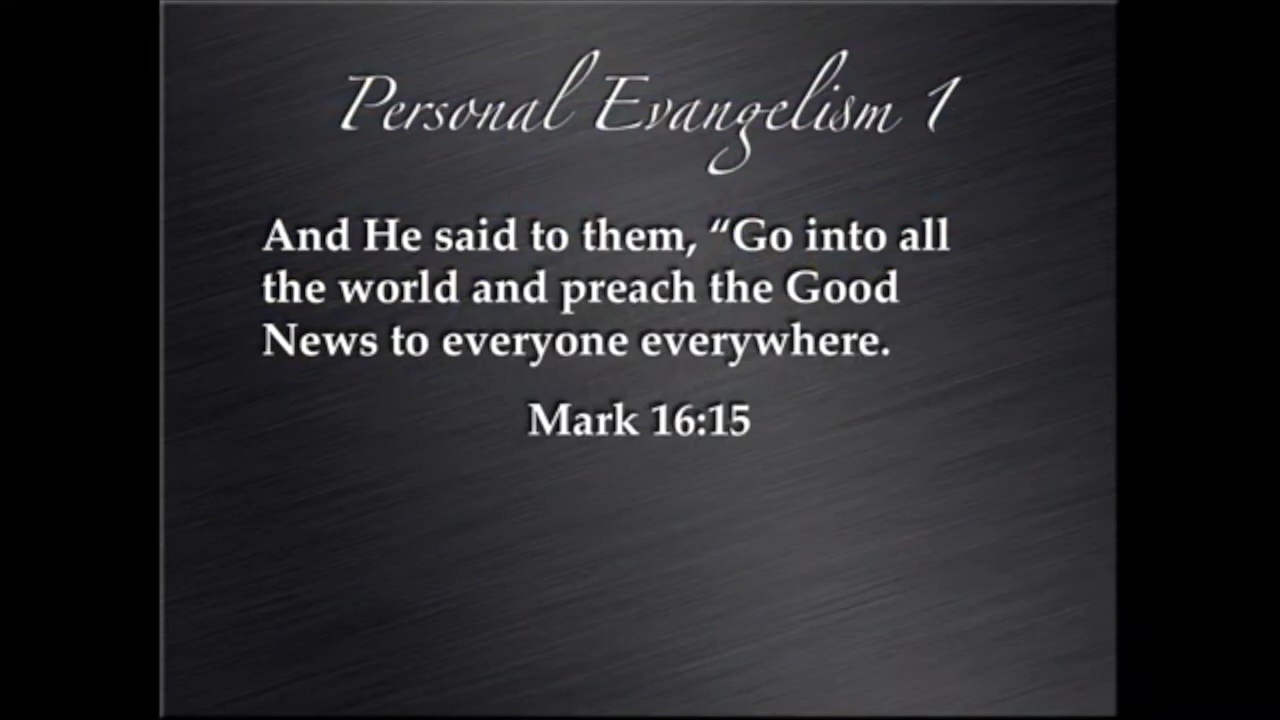 Personal Evangelism 1
And He said to them, “Go into all
the world and preach the Good
News to everyone everywhere.
Mark 16:15